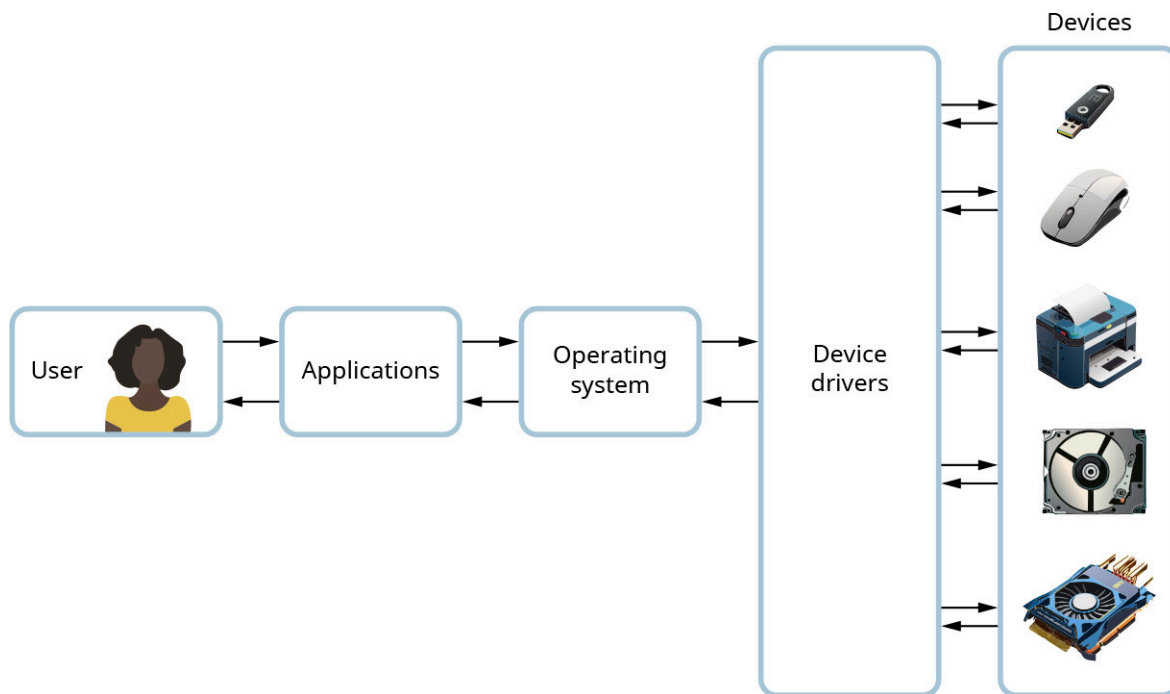 Devices
User
Applications
Operating
system
Device
drivers